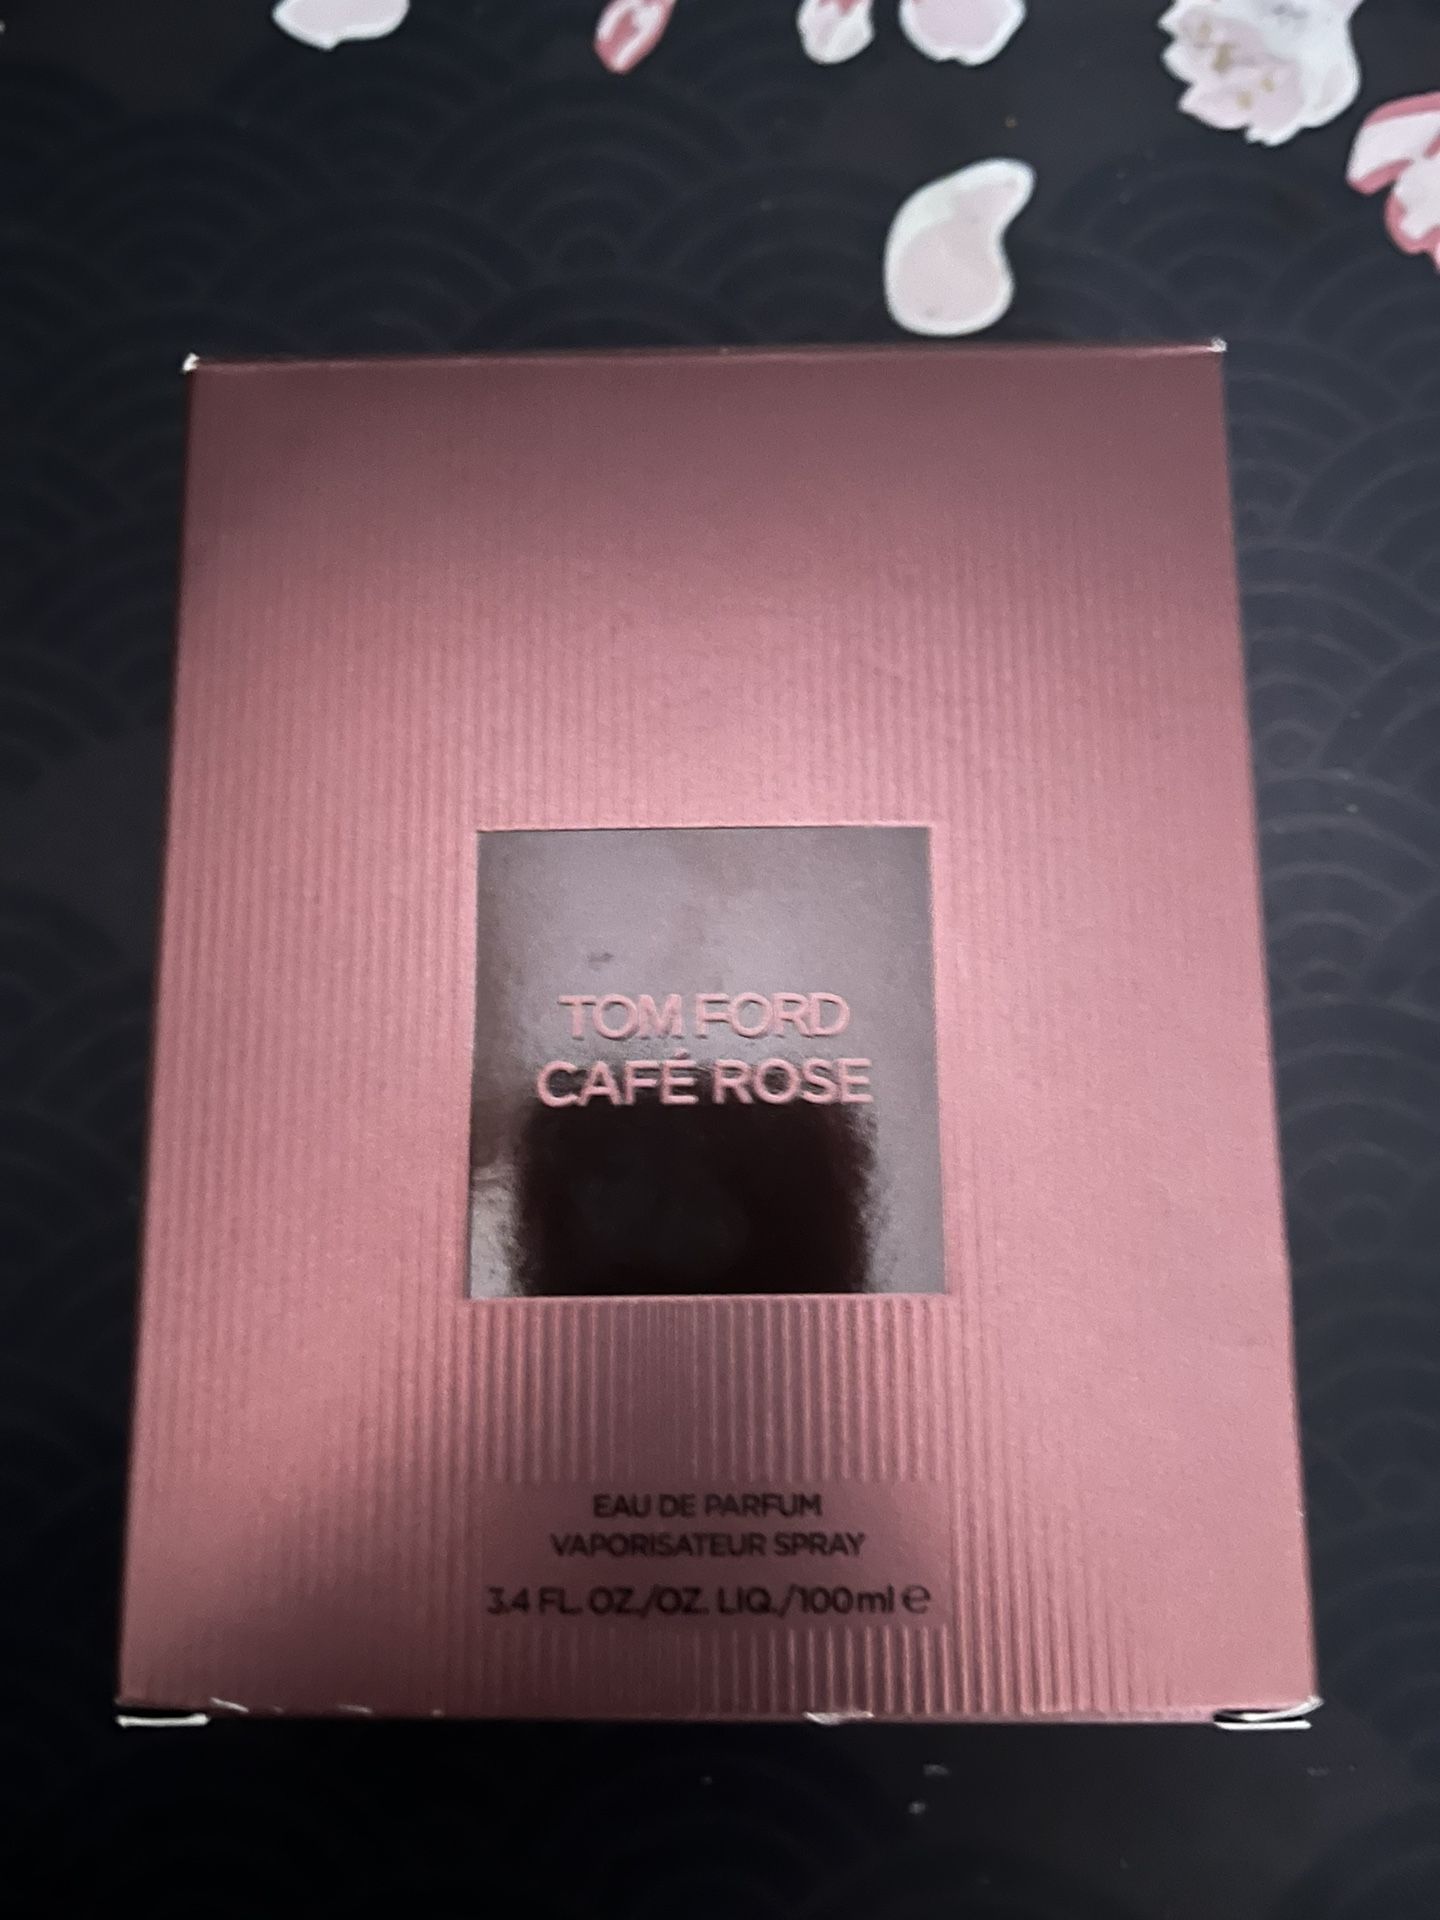 TOM FORD
CAFÉ ROSE
EAU DE PARFUM
VAPORISATEUR SPRAY
3.4 FL. OZ./OZ. LIQ./100ml ℮